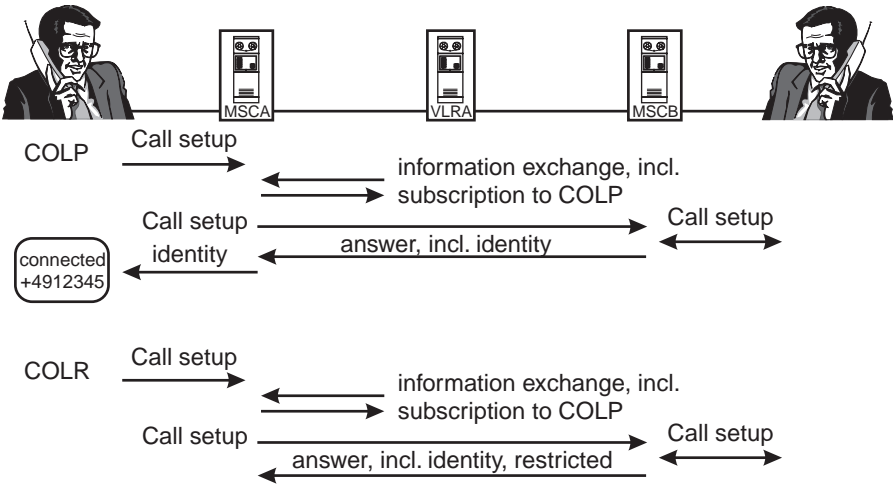 MSCA
VLRA
MSCB
COLP
Call setup
information exchange, incl.
subscription to COLP
Call setup
Call setup
answer, incl. identity
identity
connected
+4912345
COLR
Call setup
information exchange, incl.
subscription to COLP
Call setup
Call setup
answer, incl. identity, restricted